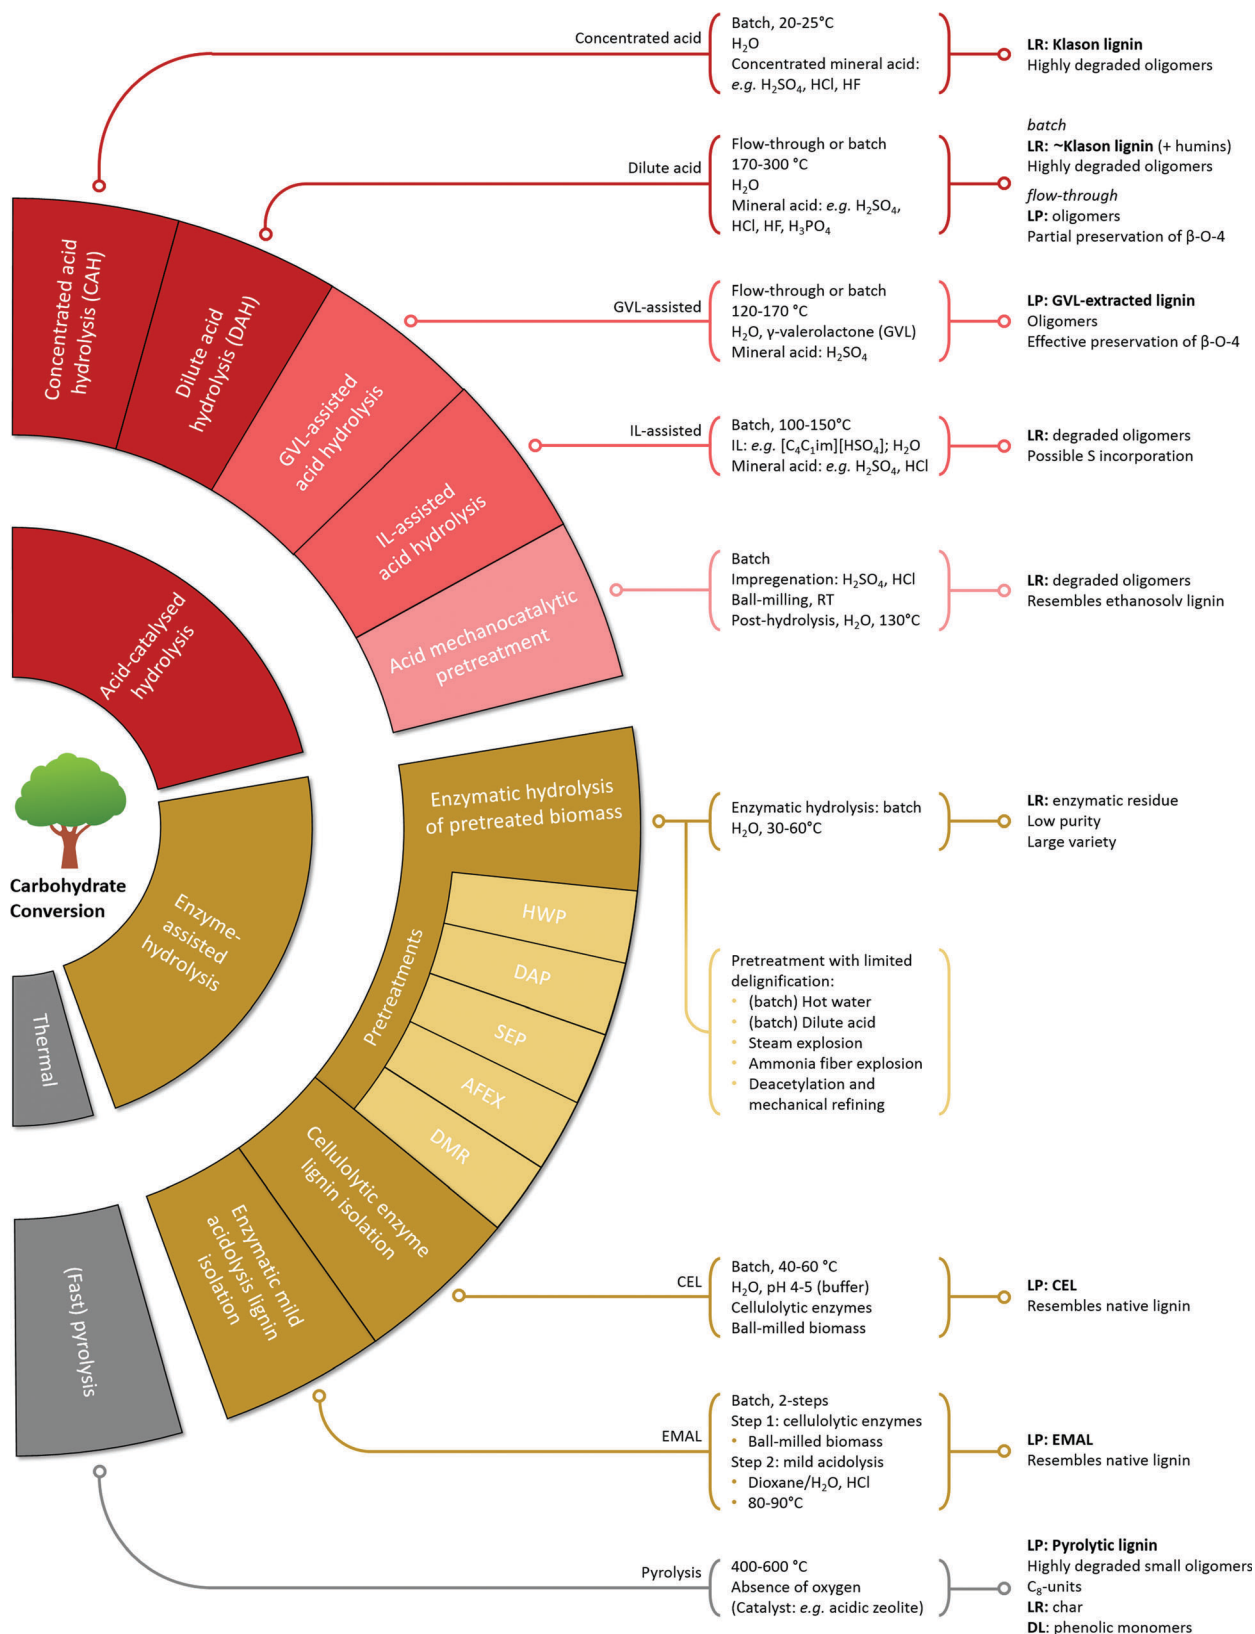 Concentrated acid
Batch, 20-25°C
H₂O
Concentrated mineral acid:
e.g. H₂SO₄, HCl, HF
LR: Klason lignin
Highly degraded oligomers
Dilute acid
Flow-through or batch
170-300 °C
H₂O
Mineral acid: e.g. H₂SO₄,
HCl, HF, H₃PO₄
batch
LR: ~Klason lignin (+ humins)
Highly degraded oligomers
flow-through
LP: oligomers
Partial preservation of β-O-4
GVL-assisted
Flow-through or batch
120-170 °C
H₂O, γ-valerolactone (GVL)
Mineral acid: H₂SO₄
LP: GVL-extracted lignin
Oligomers
Effective preservation of β-O-4
IL-assisted
Batch, 100-150°C
IL: e.g. [C₄C₁im][HSO₄]; H₂O
Mineral acid: e.g. H₂SO₄, HCl
LR: degraded oligomers
Possible S incorporation
Batch
Impregenation: H₂SO₄, HCl
Ball-milling, RT
Post-hydrolysis, H₂O, 130°C
LR: degraded oligomers
Resembles ethanosolv lignin
Concentrated acid
hydrolysis (CAH)
Dilute acid
hydrolysis (DAH)
GVL-assisted
acid hydrolysis
IL-assisted
acid hydrolysis
Acid mechanocatalytic
pretreatment
Acid-catalysed
hydrolysis
Carbohydrate
Conversion
Enzyme-
assisted
hydrolysis
Thermal
Enzymatic hydrolysis
of pretreated biomass
Pretreatments
HWP
DAP
SEP
AFEX
DMR
Cellulolytic enzyme
lignin isolation
Enzymatic mild
acidolysis lignin
isolation
(Fast) pyrolysis
Enzymatic hydrolysis: batch
H₂O, 30-60°C
LR: enzymatic residue
Low purity
Large variety
Pretreatment with limited
delignification:
• (batch) Hot water
• (batch) Dilute acid
• Steam explosion
• Ammonia fiber explosion
• Deacetylation and
mechanical refining
CEL
Batch, 40-60 °C
H₂O, pH 4-5 (buffer)
Cellulolytic enzymes
Ball-milled biomass
LP: CEL
Resembles native lignin
EMAL
Batch, 2-steps
Step 1: cellulolytic enzymes
• Ball-milled biomass
Step 2: mild acidolysis
• Dioxane/H₂O, HCl
• 80-90°C
LP: EMAL
Resembles native lignin
Pyrolysis
400-600 °C
Absence of oxygen
(Catalyst: e.g. acidic zeolite)
LP: Pyrolytic lignin
Highly degraded small oligomers
C₈-units
LR: char
DL: phenolic monomers